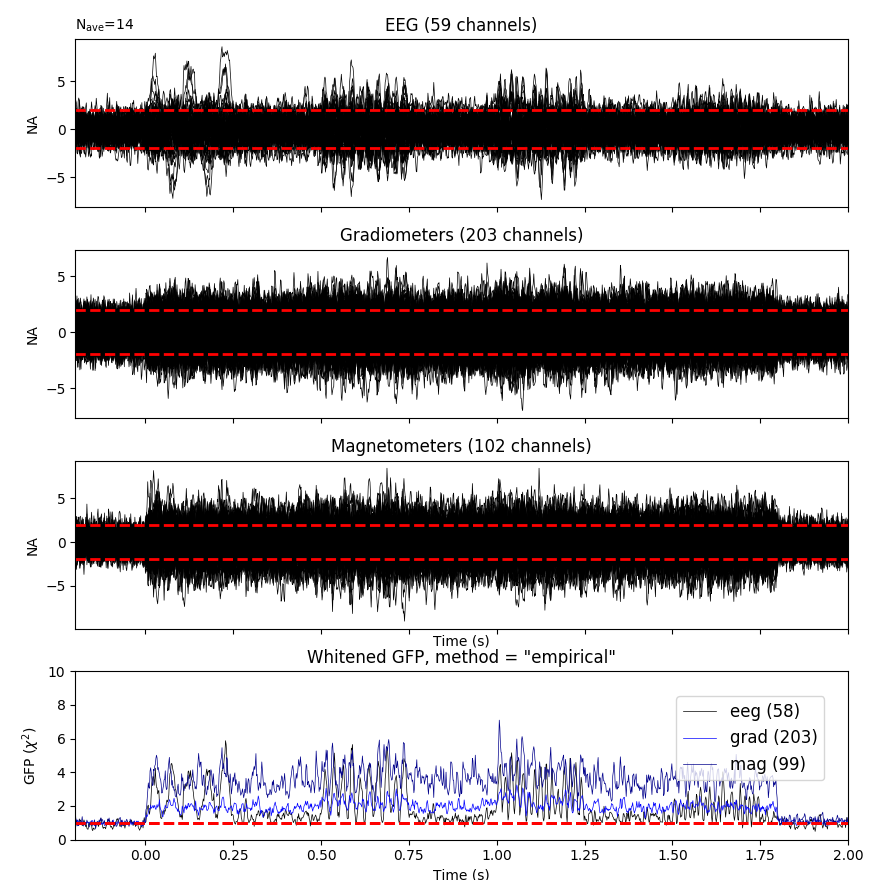 Nave=14
EEG (59 channels)
5
0
−5
NA
Gradiometers (203 channels)
5
0
−5
NA
Magnetometers (102 channels)
5
0
−5
NA
Time (s)
Whitened GFP, method = "empirical"
10
8
6
4
2
0
GFP (χ²)
eeg (58)
grad (203)
mag (99)
0.00 0.25 0.50 0.75 1.00 1.25 1.50 1.75 2.00
Time (s)